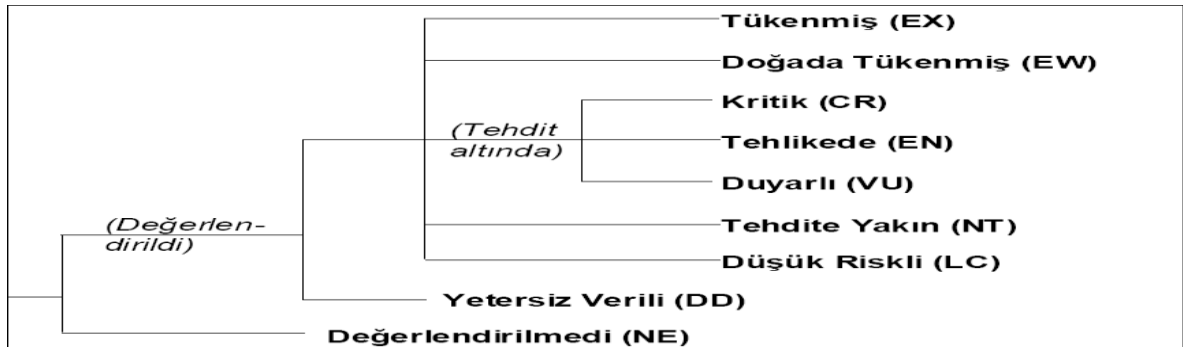 Tükenmiş (EX)
Doğada Tükenmiş (EW)
Kritik (CR)
(Tehdit
altında)
Tehlikede (EN)
Duyarlı (VU)
(Değerlen-
dirildi)
Tehdite Yakın (NT)
Düşük Riskli (LC)
Yetersiz Verili (DD)
Değerlendirilmedi (NE)